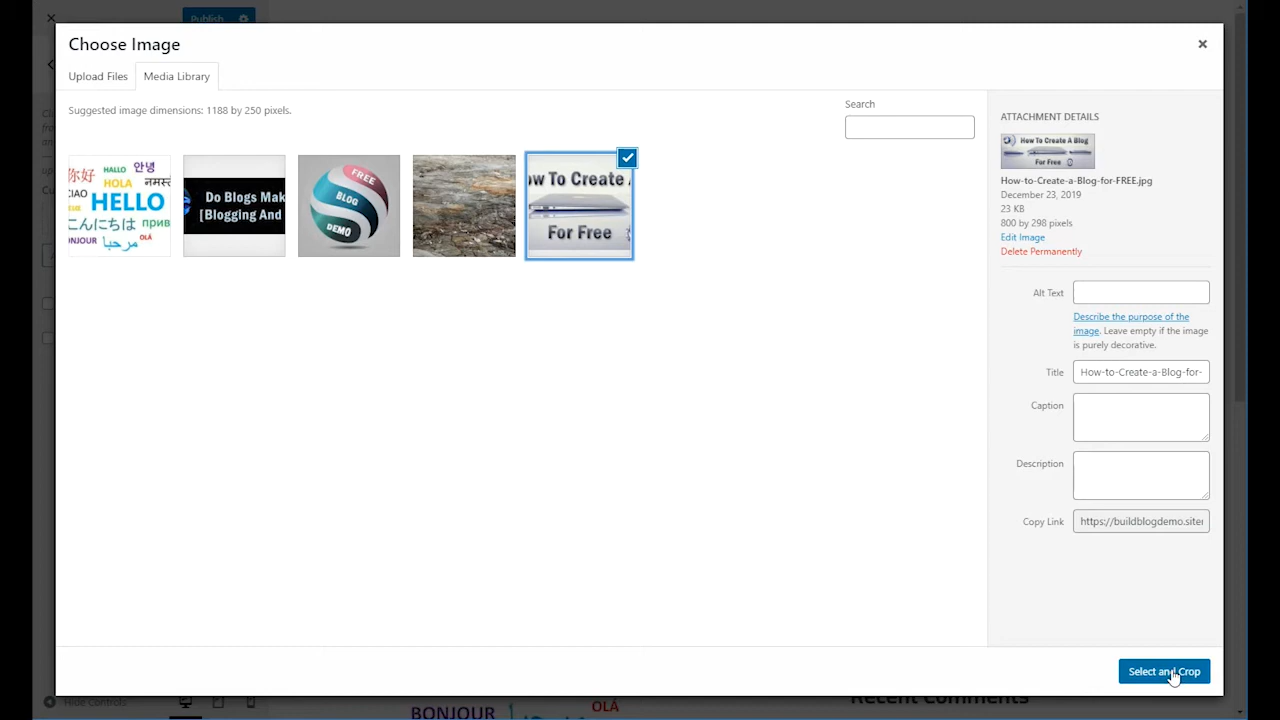 Publish
Choose Image
Upload Files
Media Library
Suggested image dimensions: 1188 by 250 pixels.
Search
你好
HALLO
안녕
CIAO
HOLA
नमस्
HELLO
こんにちは
прив
ONJOUR
مرحبا
OLÁ
Do Blogs Mak
[Blogging And
FREE
BLOG
DEMO
w To Create
For Free
ATTACHMENT DETAILS
How To Create A Blog
For Free
How-to-Create-a-Blog-for-FREE.jpg
December 23, 2019
23 KB
800 by 298 pixels
Edit Image
Delete Permanently
Alt Text
Describe the purpose of the
image. Leave empty if the image
is purely decorative.
Title
How-to-Create-a-Blog-for-
Caption
Description
Copy Link
https://buildblogdemo.siter
Select and Crop
Hide Controls
BONJOUR
OLÁ
Recent Comments